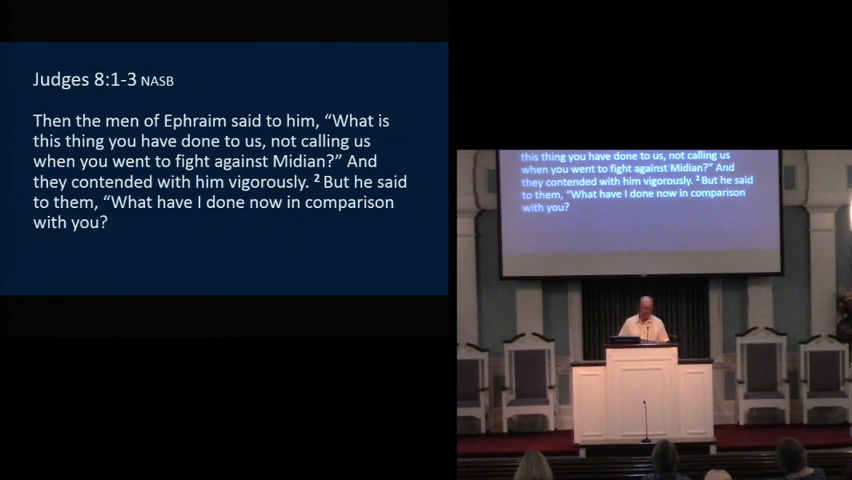 Judges 8:1-3 NASB
Then the men of Ephraim said to him, “What is
this thing you have done to us, not calling us
when you went to fight against Midian?” And
they contended with him vigorously. ² But he said
to them, “What have I done now in comparison
with you?
this thing you have done to us, not calling us
when you went to fight against Midian?” And
they contended with him vigorously. ² But he said
to them, “What have I done now in comparison
with you?